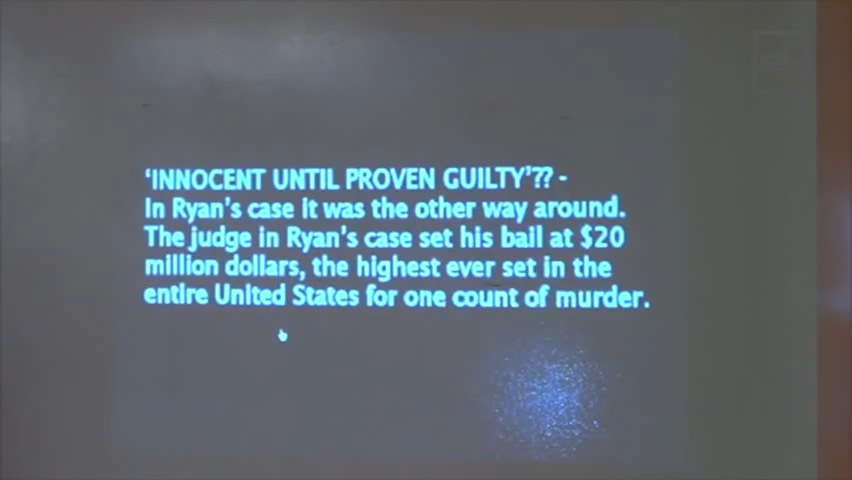 ‘INNOCENT UNTIL PROVEN GUILTY’?? -
In Ryan’s case it was the other way around.
The judge in Ryan’s case set his bail at $20
million dollars, the highest ever set in the
entire United States for one count of murder.